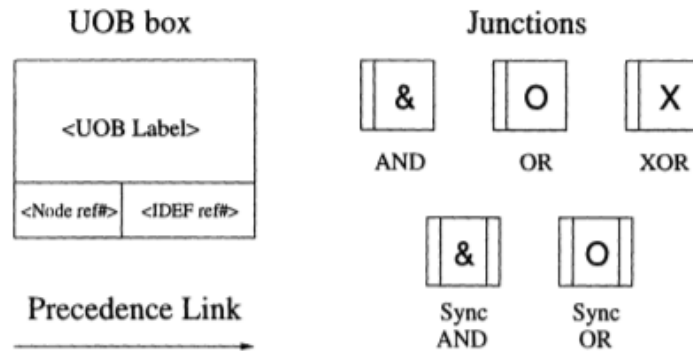 UOB box
<UOB Label>
<Node ref#>
<IDEF ref#>
Precedence Link
Junctions
&
O
X
AND
OR
XOR
&
O
Sync
AND
Sync
OR